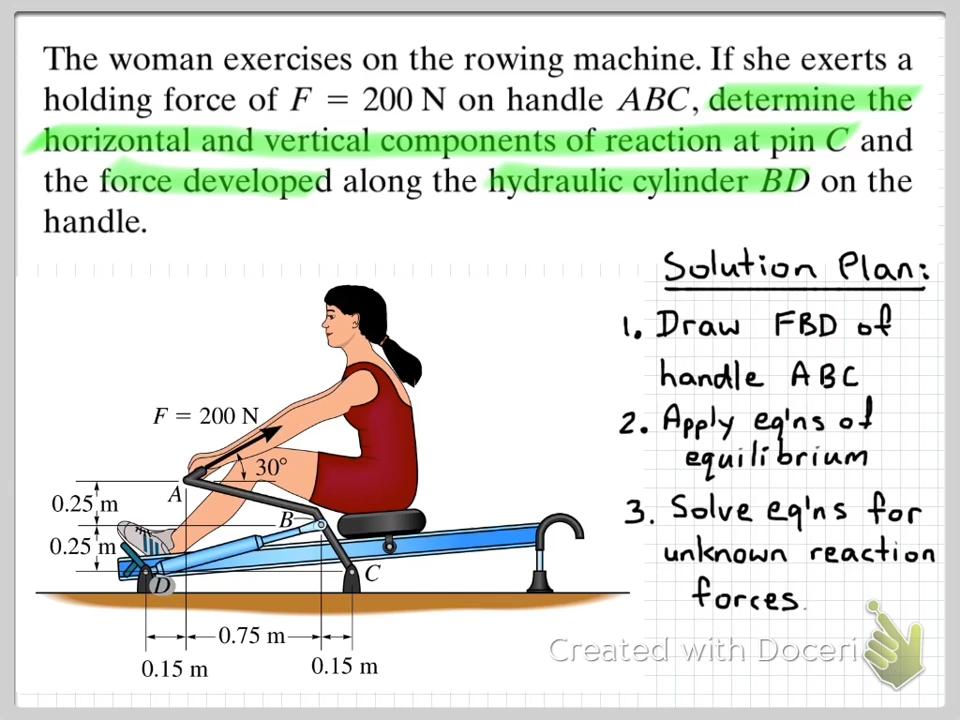 The woman exercises on the rowing machine. If she exerts a
holding force of F = 200 N on handle ABC, determine the
horizontal and vertical components of reaction at pin C and
the force developed along the hydraulic cylinder BD on the
handle.
Solution Plan:
1. Draw FBD of
handle ABC
2. Apply eq'ns of
equilibrium
3. Solve eq'ns for
unknown reaction
forces.
F = 200 N
30°
A
0.25 m
B
0.25 m
C
D
0.75 m
0.15 m
0.15 m
Created with Doceri